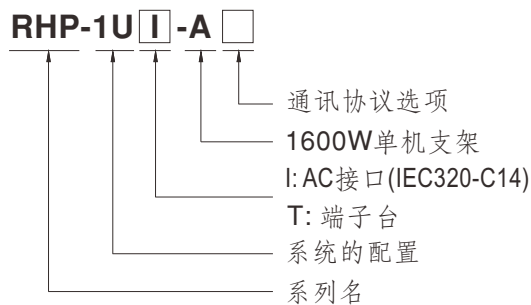 RHP-1U I -A □
通讯协议选项
1600W单机支架
I: AC接口(IEC320-C14)
T: 端子台
系统的配置
系列名